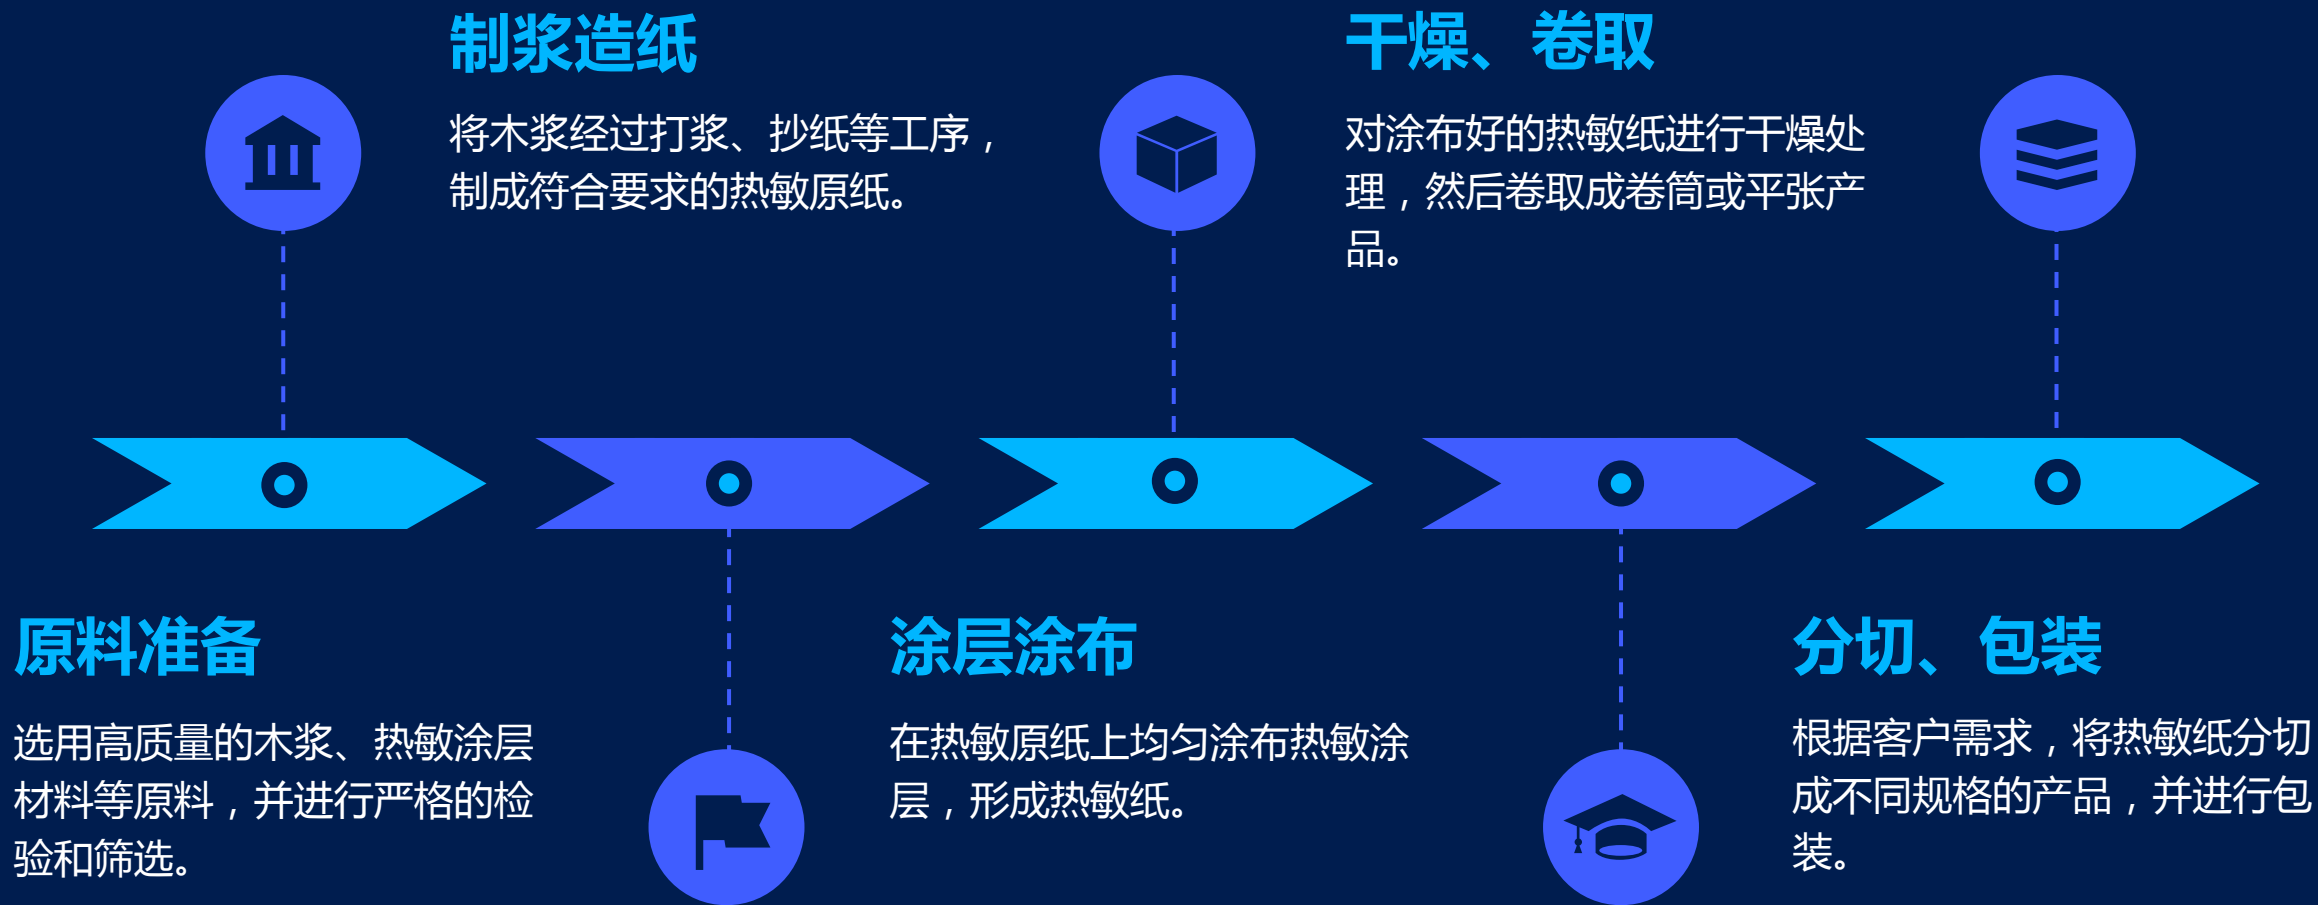 制浆造纸
将木浆经过打浆、抄纸等工序，
制成符合要求的热敏原纸。
干燥、卷取
对涂布好的热敏纸进行干燥处
理，然后卷取成卷筒或平张产
品。
原料准备
选用高质量的木浆、热敏涂层
材料等原料，并进行严格的检
验和筛选。
涂层涂布
在热敏原纸上均匀涂布热敏涂
层，形成热敏纸。
分切、包装
根据客户需求，将热敏纸分切
成不同规格的产品，并进行包
装。